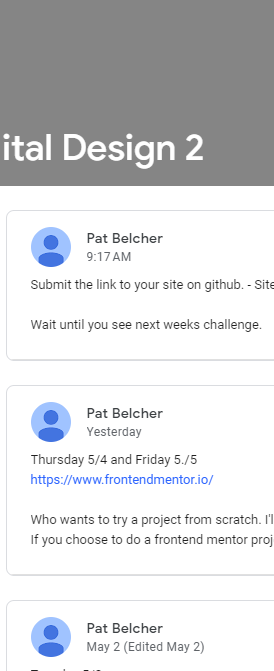 ital Design 2
Pat Belcher
9:17 AM
Submit the link to your site on github. - Site
Wait until you see next weeks challenge.
Pat Belcher
Yesterday
Thursday 5/4 and Friday 5./5
https://www.frontendmentor.io/
Who wants to try a project from scratch. I'l
If you choose to do a frontend mentor proj
Pat Belcher
May 2 (Edited May 2)